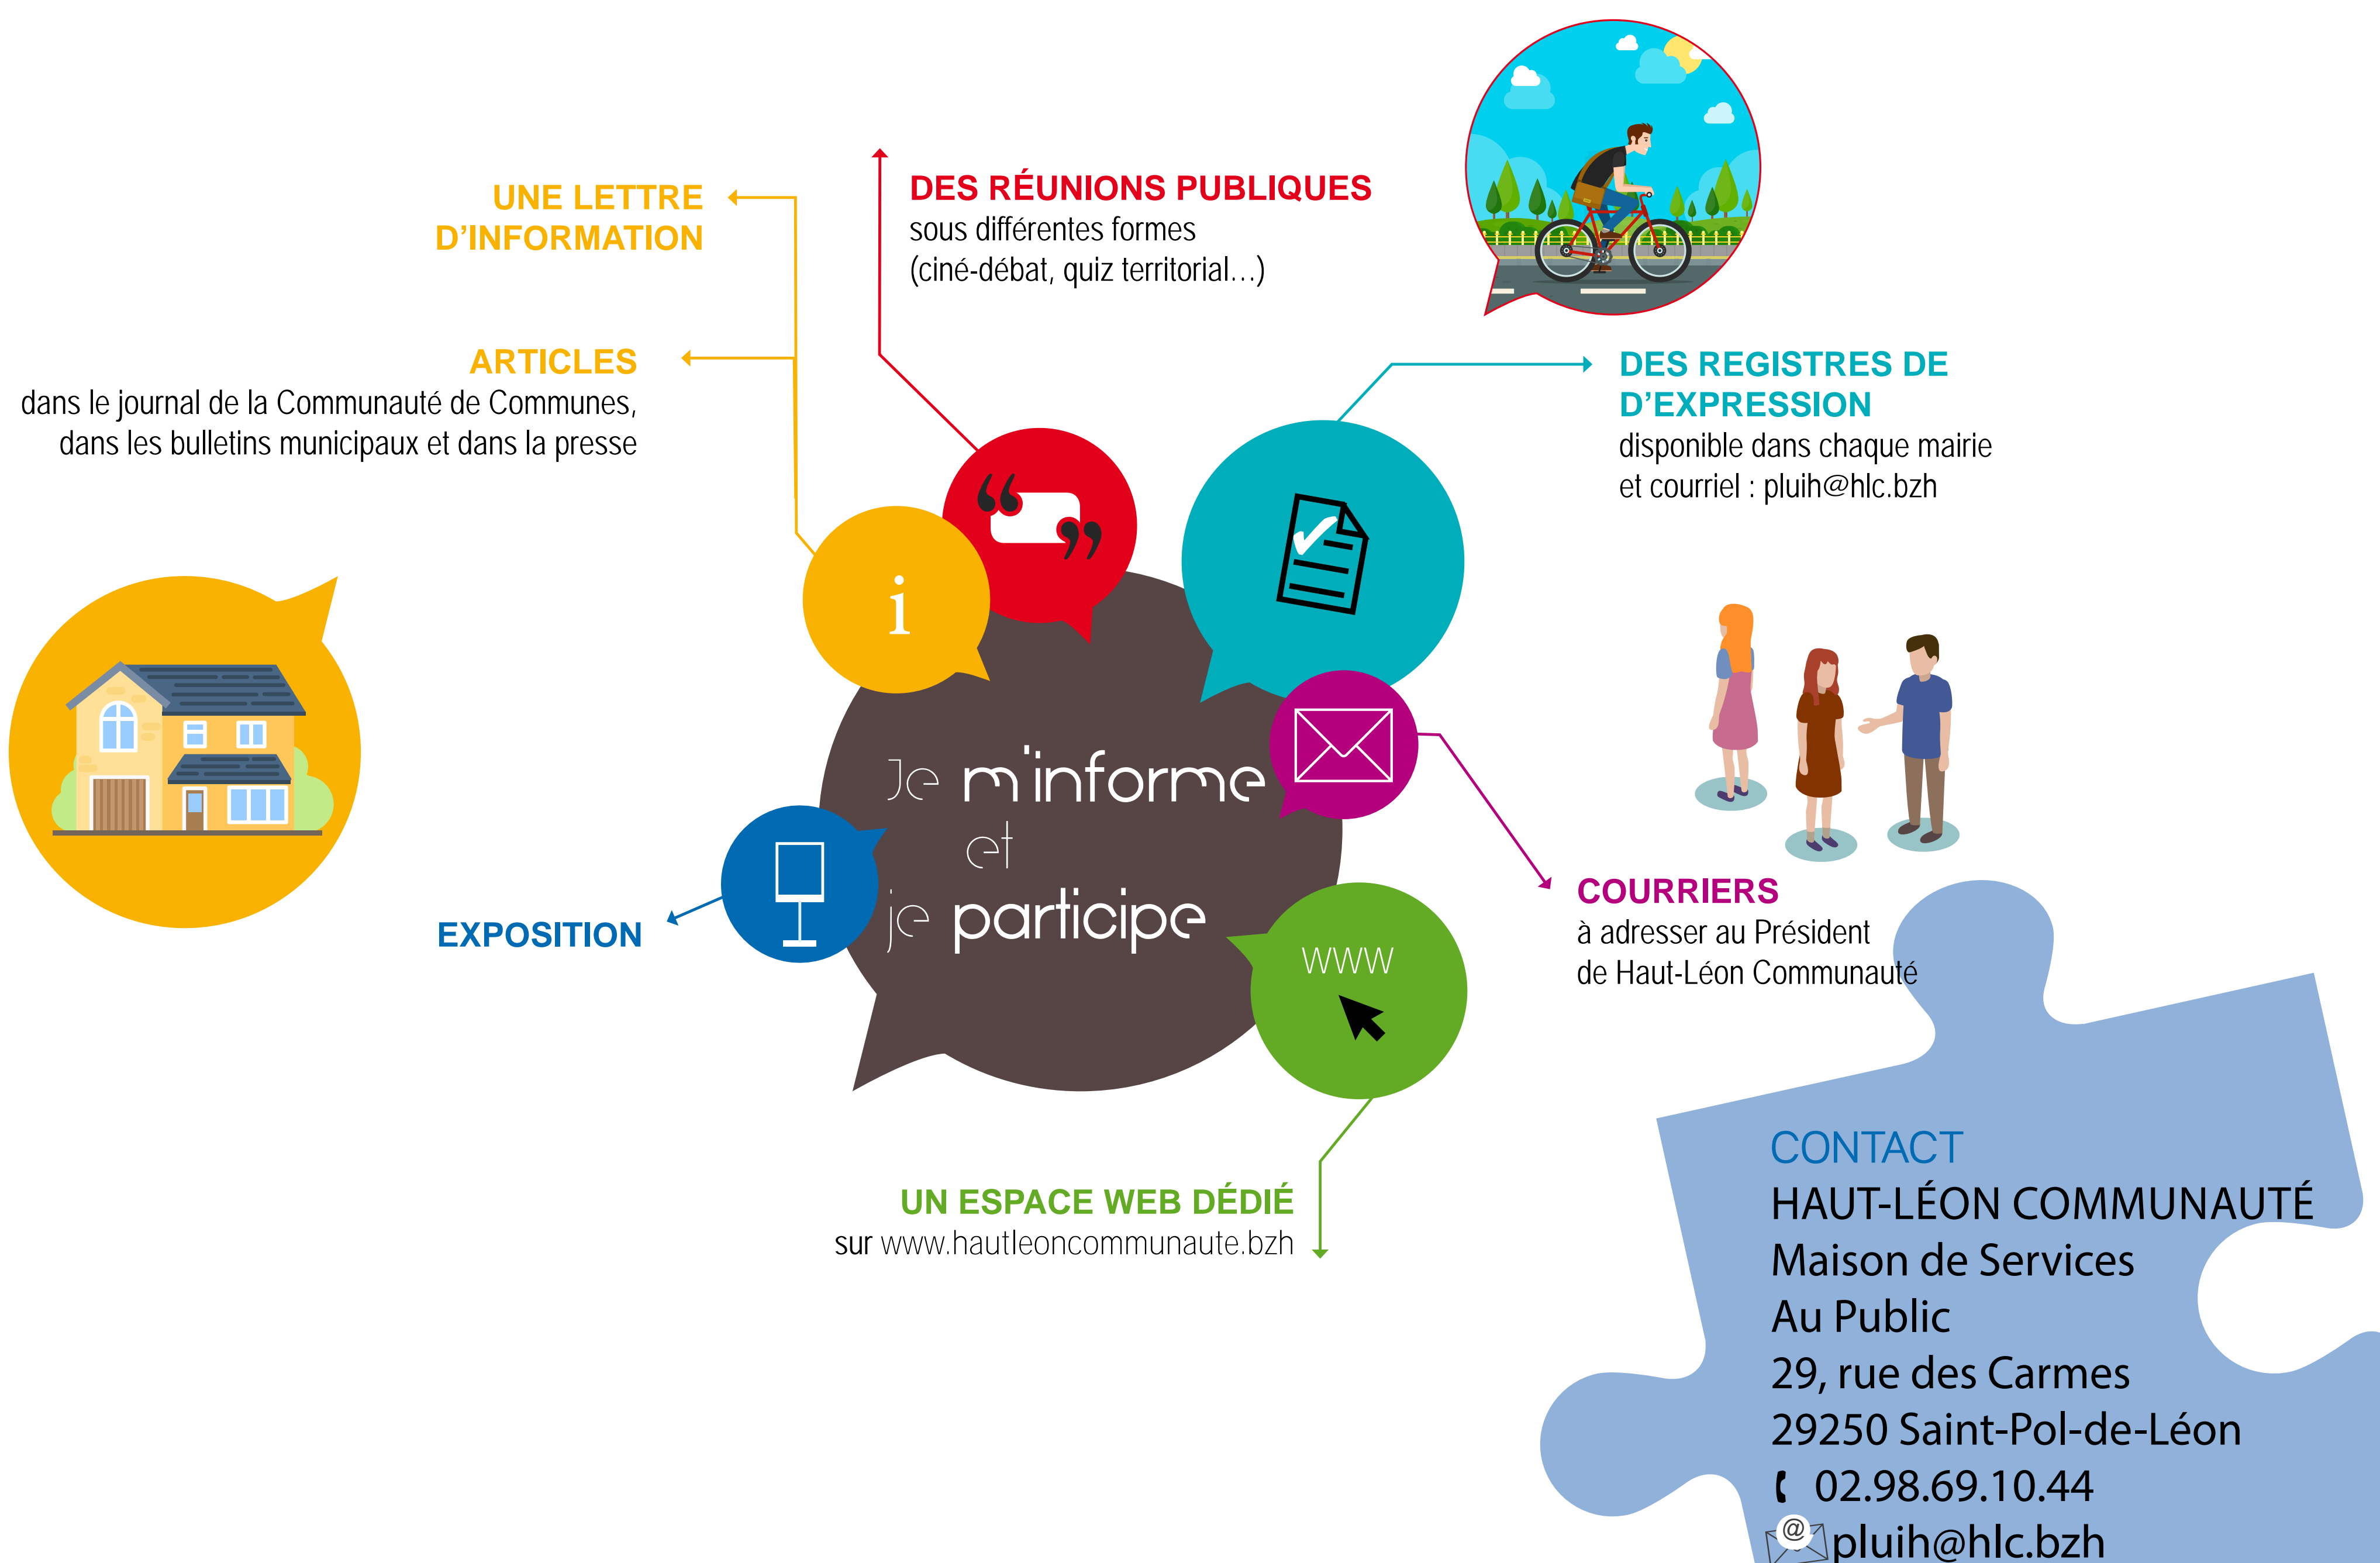 UNE LETTRE
D’INFORMATION
ARTICLES
dans le journal de la Communauté de Communes,
dans les bulletins municipaux et dans la presse
DES RÉUNIONS PUBLIQUES
sous différentes formes
(ciné-débat, quiz territorial…)
DES REGISTRES DE
D’EXPRESSION
disponible dans chaque mairie
et courriel : pluih@hlc.bzh
“
”
i
Je m'informe
et
je participe
EXPOSITION
www
COURRIERS
à adresser au Président
de Haut-Léon Communauté
UN ESPACE WEB DÉDIÉ
sur www.hautleoncommunaute.bzh
CONTACT
HAUT-LÉON COMMUNAUTÉ
Maison de Services
Au Public
29, rue des Carmes
29250 Saint-Pol-de-Léon
02.98.69.10.44
@ pluih@hlc.bzh